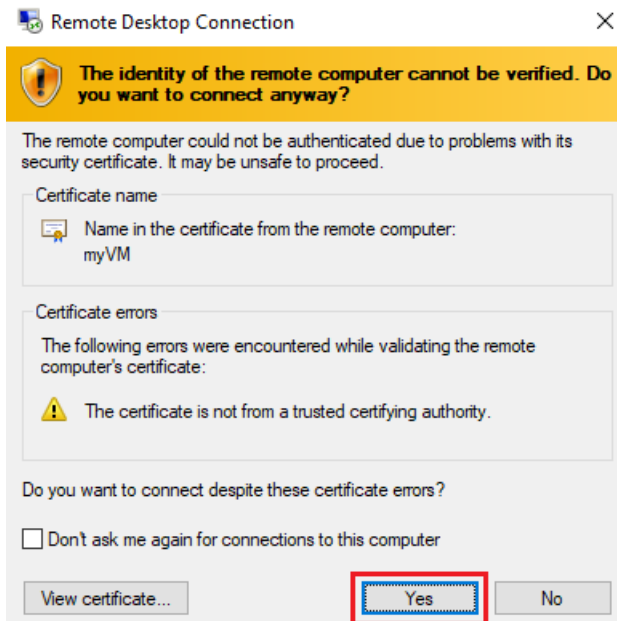 Remote Desktop Connection
The identity of the remote computer cannot be verified. Do
you want to connect anyway?
The remote computer could not be authenticated due to problems with its
security certificate. It may be unsafe to proceed.
Certificate name
Name in the certificate from the remote computer:
myVM
Certificate errors
The following errors were encountered while validating the remote
computer's certificate:
The certificate is not from a trusted certifying authority.
Do you want to connect despite these certificate errors?
Don't ask me again for connections to this computer
View certificate...
Yes
No